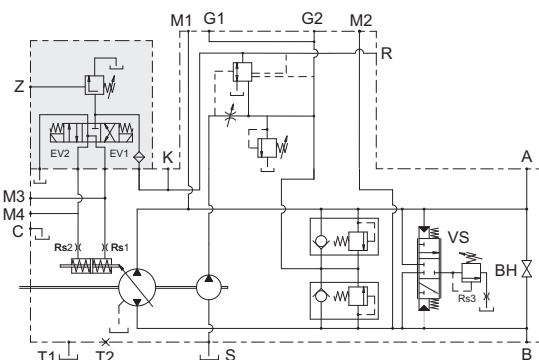 M1 G1 G2 M2
R
Z
EV2 EV1
K
A
M3
M4
C
Rs2 Rs1
VS
BH
Rs3
T1 T2 S B